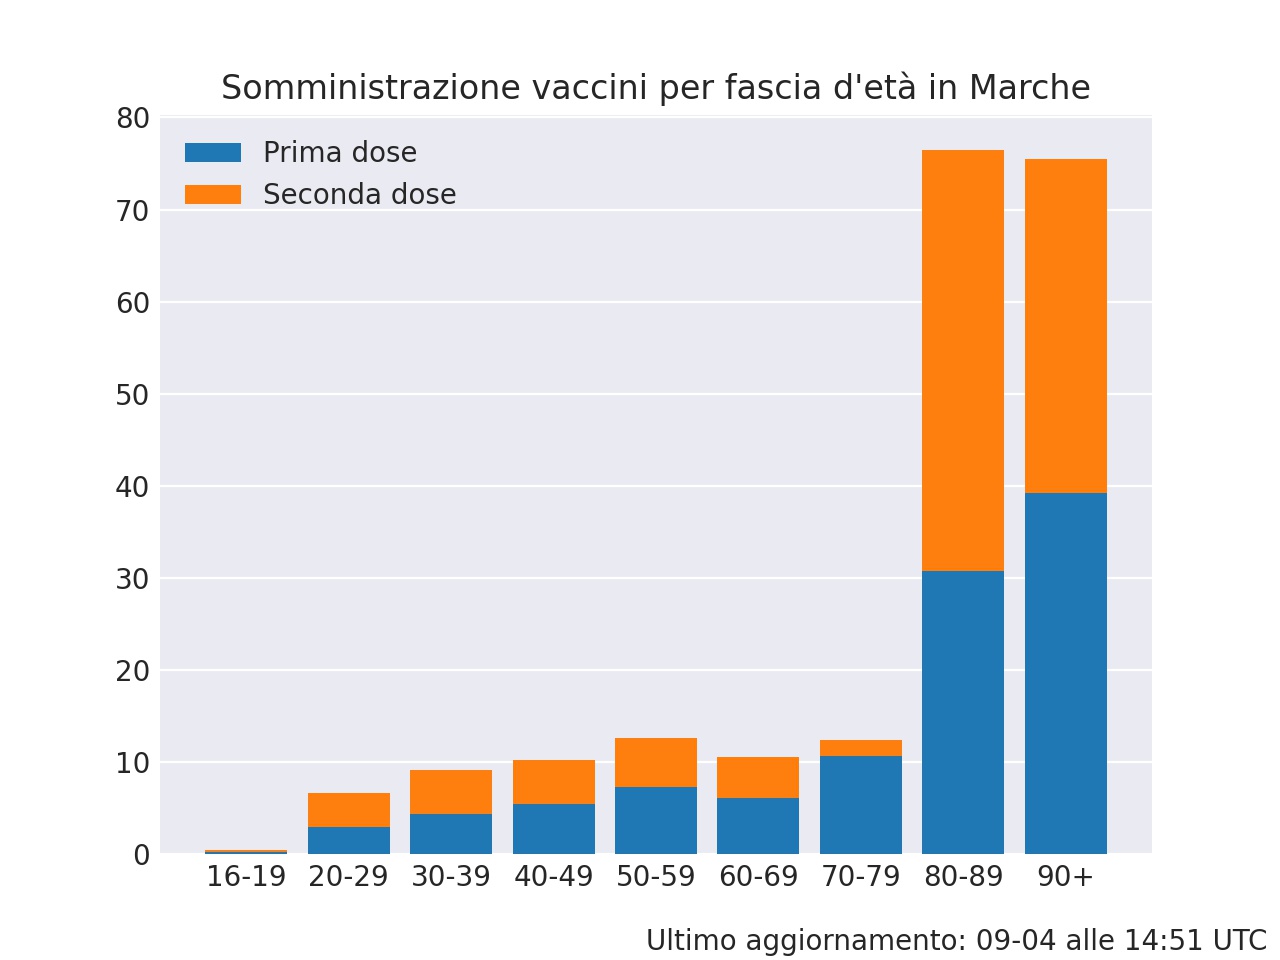 Somministrazione vaccini per fascia d'età in Marche
80
Prima dose
Seconda dose
70
60
50
40
30
20
10
0
16-19 20-29 30-39 40-49 50-59 60-69 70-79 80-89 90+
Ultimo aggiornamento: 09-04 alle 14:51 UTC